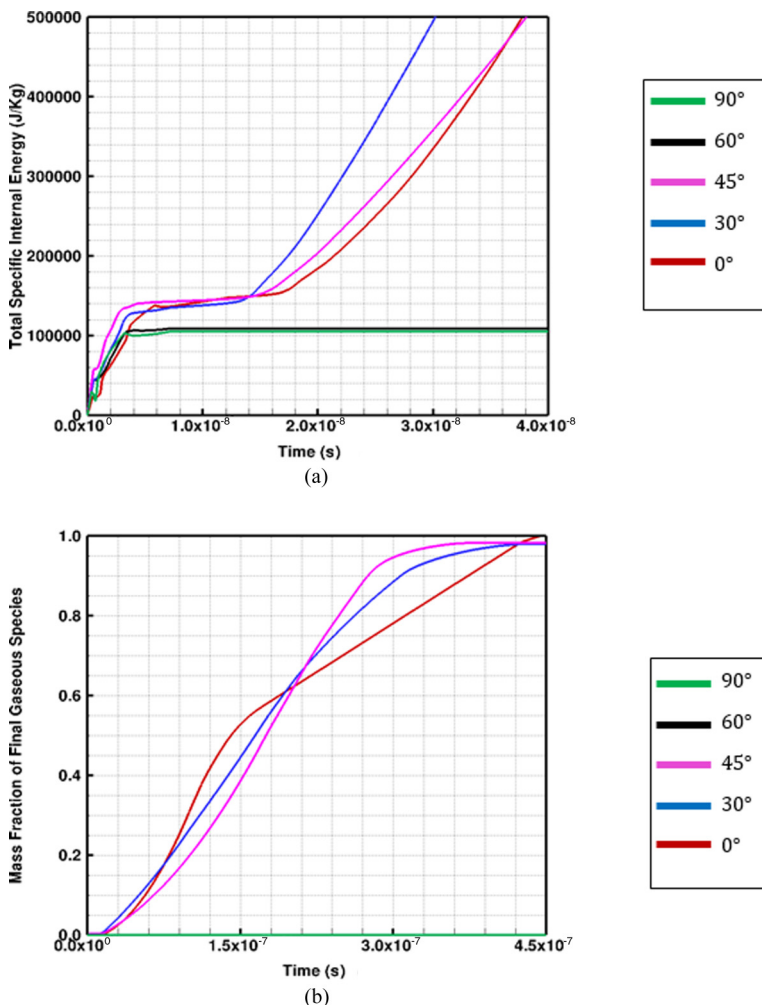 500000
400000
300000
200000
100000
0
Total Specific Internal Energy (J/Kg)
0.0x10⁰ 1.0x10⁻⁸ 2.0x10⁻⁸ 3.0x10⁻⁸ 4.0x10⁻⁸
Time (s)
(a)
90°
60°
45°
30°
0°
1.0
0.8
0.6
0.4
0.2
0.0
Mass Fraction of Final Gaseous Species
0.0x10⁰ 1.5x10⁻⁷ 3.0x10⁻⁷ 4.5x10⁻⁷
Time (s)
(b)
90°
60°
45°
30°
0°